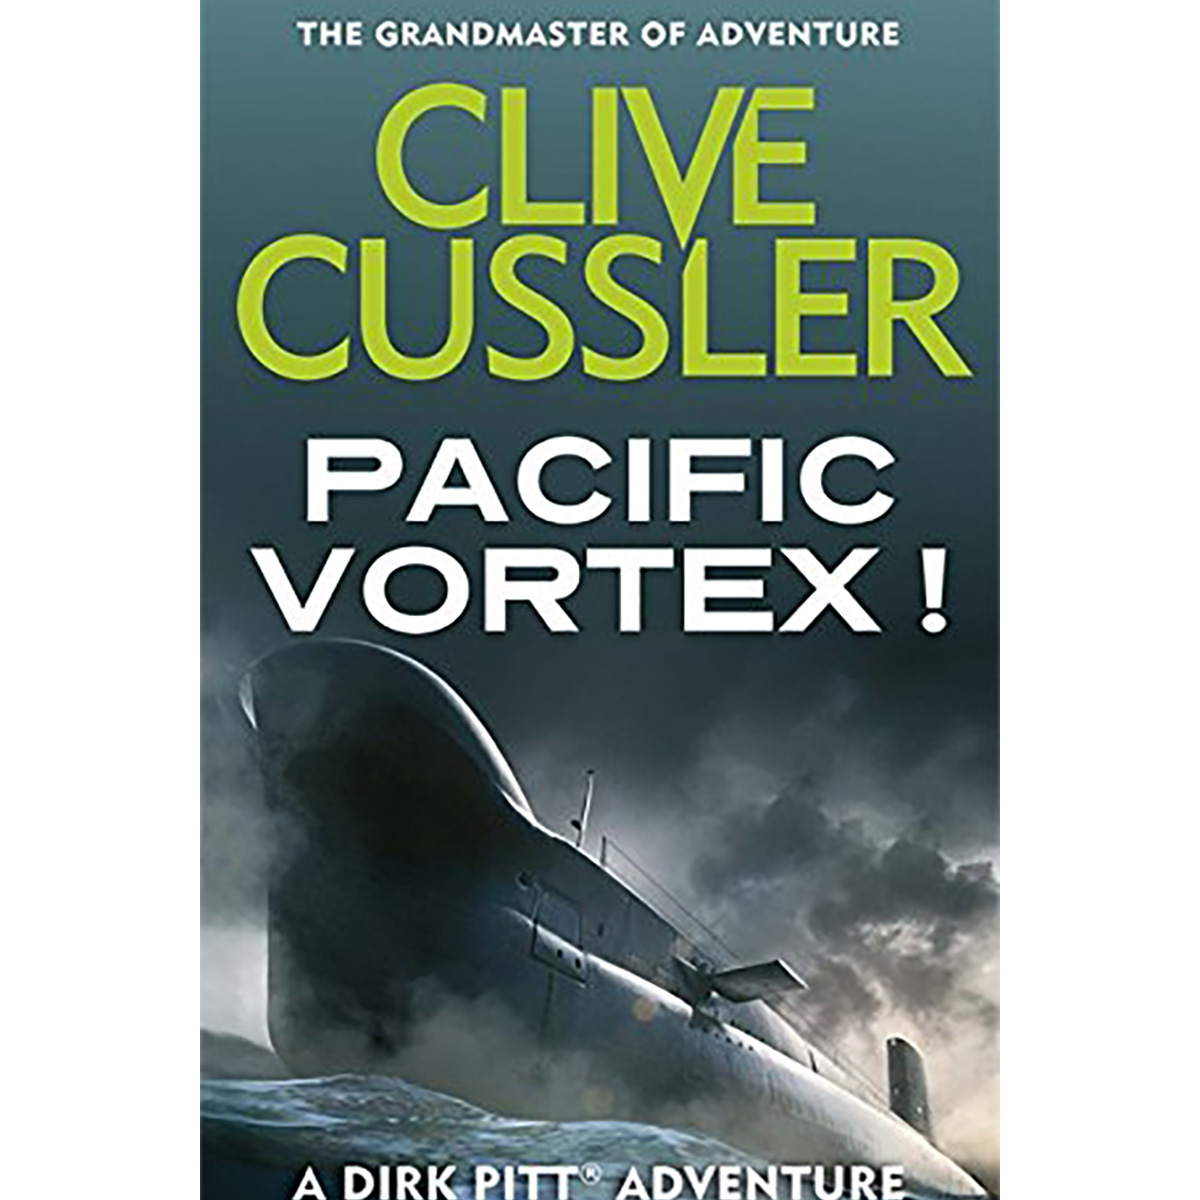 THE GRANDMASTER OF ADVENTURE
CLIVE
CUSSLER
PACIFIC
VORTEX !
A DIRK PITT® ADVENTURE